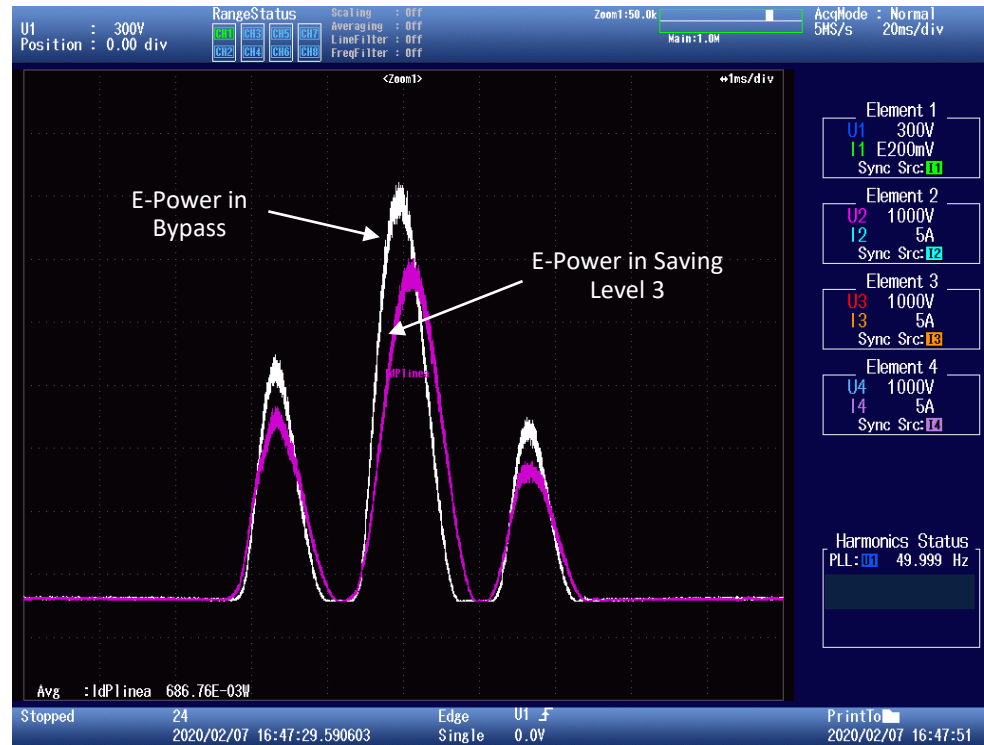 U1 : 300V
Position : 0.00 div
RangeStatus
CH1 CH3 CH5 CH7
CH2 CH4 CH6 CH8
Scaling : Off
Averaging : Off
LineFilter : Off
FreqFilter : Off
Zoom1:50.0k
Main:1.0M
AcqMode : Normal
5MS/s 20ms/div
<Zoom1>
↔1ms/div
E-Power in
Bypass
E-Power in Saving
Level 3
IdPlinea
Avg :IdPlinea 686.76E-03W
Element 1
U1 300V
I1 E200mV
Sync Src:I1
Element 2
U2 1000V
I2 5A
Sync Src:I2
Element 3
U3 1000V
I3 5A
Sync Src:I3
Element 4
U4 1000V
I4 5A
Sync Src:I4
Harmonics Status
PLL:U1 49.999 Hz
Stopped 24 Edge U1 PrintTo
2020/02/07 16:47:29.590603 Single 0.0V 2020/02/07 16:47:51